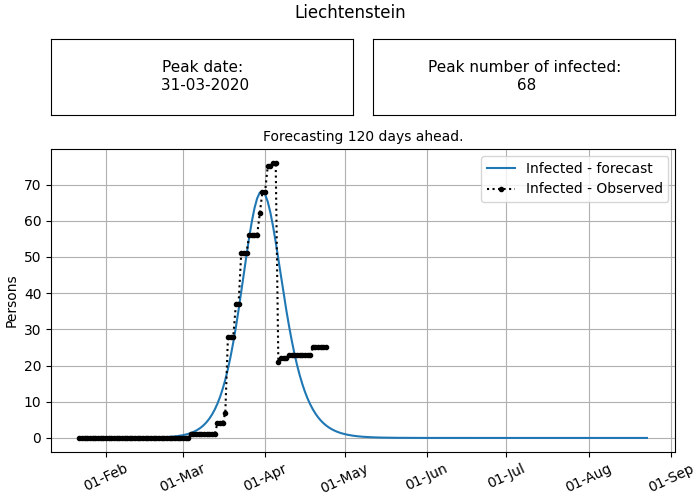 Liechtenstein
Peak date:
31-03-2020
Peak number of infected:
68
Forecasting 120 days ahead.
Infected - forecast
Infected - Observed
Persons
70
60
50
40
30
20
10
0
01-Feb
01-Mar
01-Apr
01-May
01-Jun
01-Jul
01-Aug
01-Sep